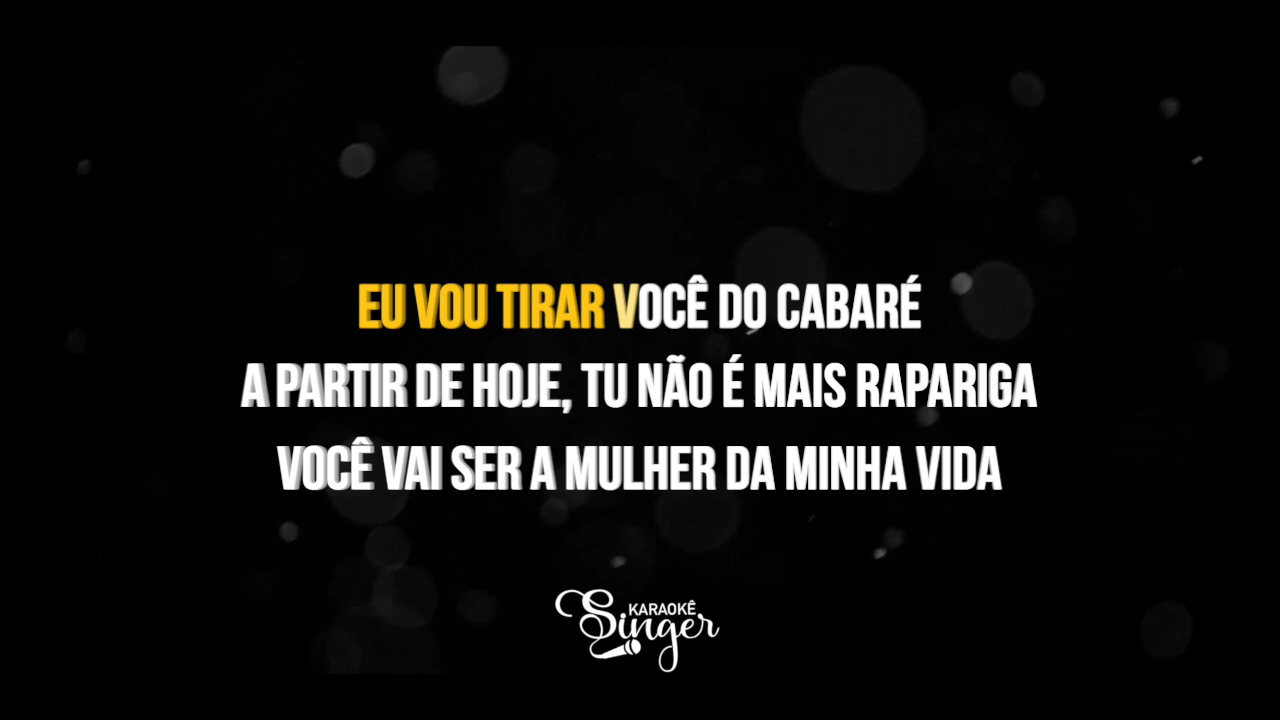 EU VOU TIRAR VOCÊ DO CABARÉ
A PARTIR DE HOJE, TU NÃO É MAIS RAPARIGA
VOCÊ VAI SER A MULHER DA MINHA VIDA
KARAOKÊ
Singer